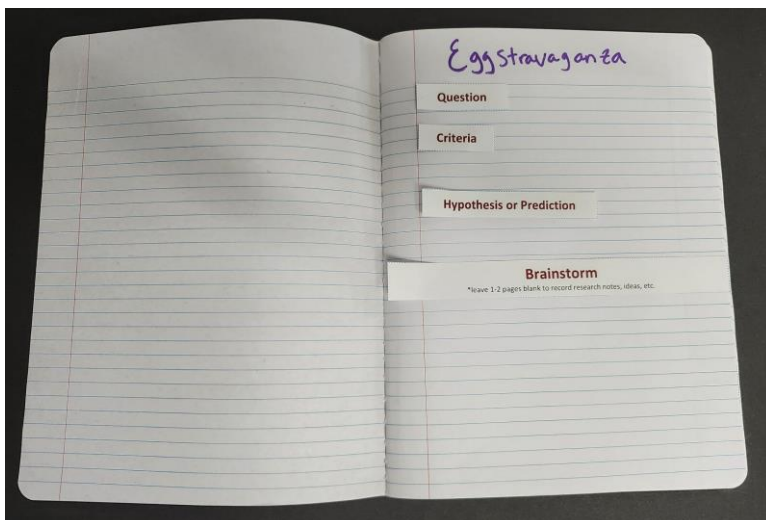 Eggstravaganza
Question
Criteria
Hypothesis or Prediction
Brainstorm
*leave 1-2 pages blank to record research notes, ideas, etc.